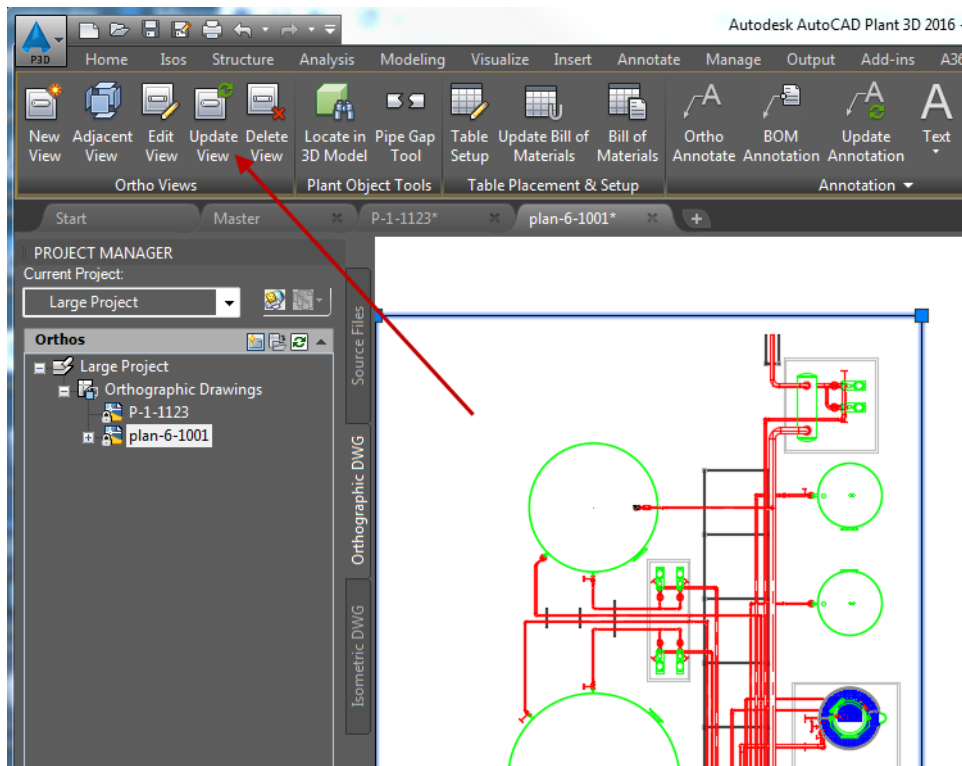 Autodesk AutoCAD Plant 3D 2016 -
P3D Home Isos Structure Analysis Modeling Visualize Insert Annotate Manage Output Add-ins A36
New Adjacent Edit Update Delete Locate in Pipe Gap Table Update Bill of Bill of Ortho BOM Update Text
View View View View View 3D Model Tool Setup Materials Materials Annotate Annotation Annotation
Ortho Views Plant Object Tools Table Placement & Setup Annotation
Start Master P-1-1123* plan-6-1001*
PROJECT MANAGER
Current Project:
Large Project
Orthos
Large Project
Orthographic Drawings
P-1-1123
plan-6-1001
Source Files
Orthographic DWG
Isometric DWG